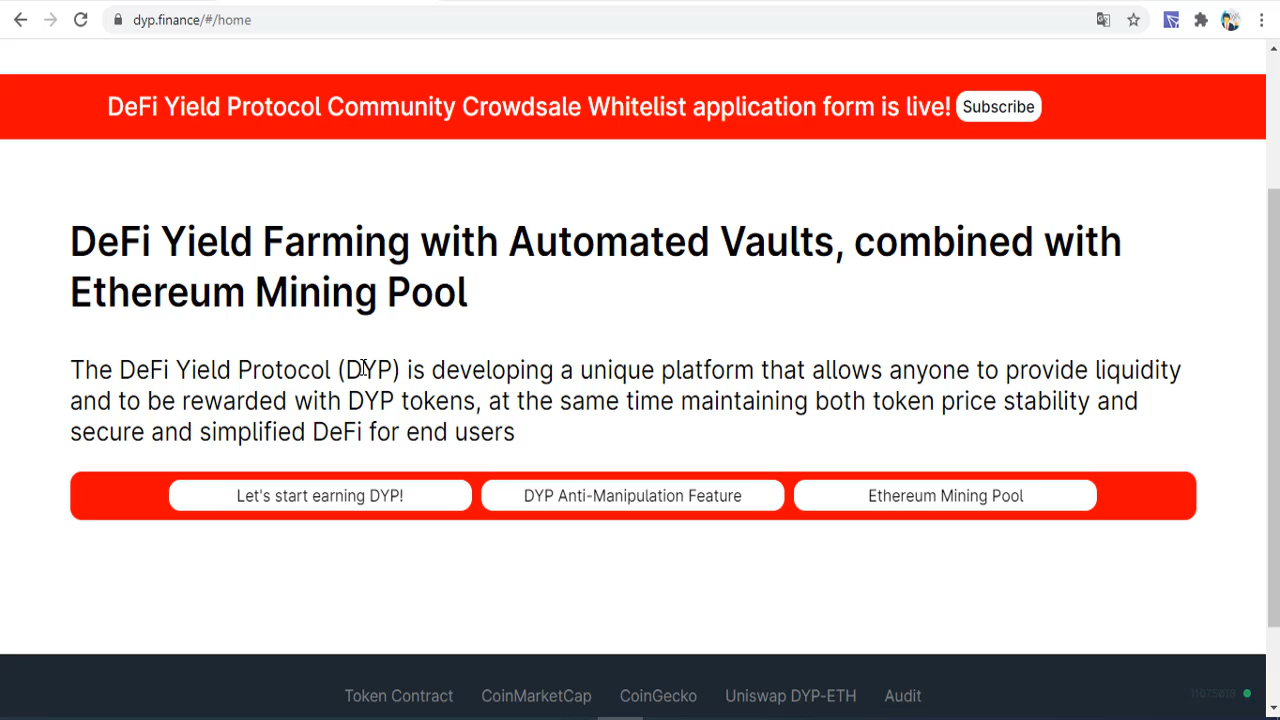 dyp.finance/#/home
DeFi Yield Protocol Community Crowdsale Whitelist application form is live! Subscribe
DeFi Yield Farming with Automated Vaults, combined with
Ethereum Mining Pool
The DeFi Yield Protocol (DYP) is developing a unique platform that allows anyone to provide liquidity
and to be rewarded with DYP tokens, at the same time maintaining both token price stability and
secure and simplified DeFi for end users
Let's start earning DYP! DYP Anti-Manipulation Feature Ethereum Mining Pool
Token Contract CoinMarketCap CoinGecko Uniswap DYP-ETH Audit